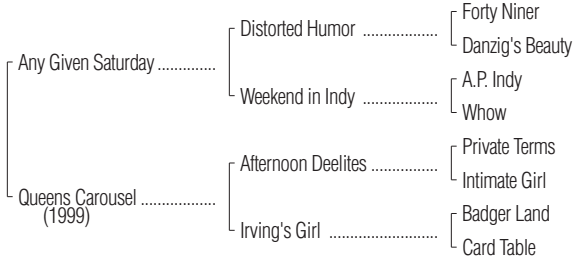 Forty Niner
Distorted Humor ..................
Danzig's Beauty
Any Given Saturday ..............
A.P. Indy
Weekend in Indy ..................
Whow
Private Terms
Afternoon Deelites ................
Intimate Girl
Queens Carousel ..................
(1999)
Badger Land
Irving's Girl ..........................
Card Table